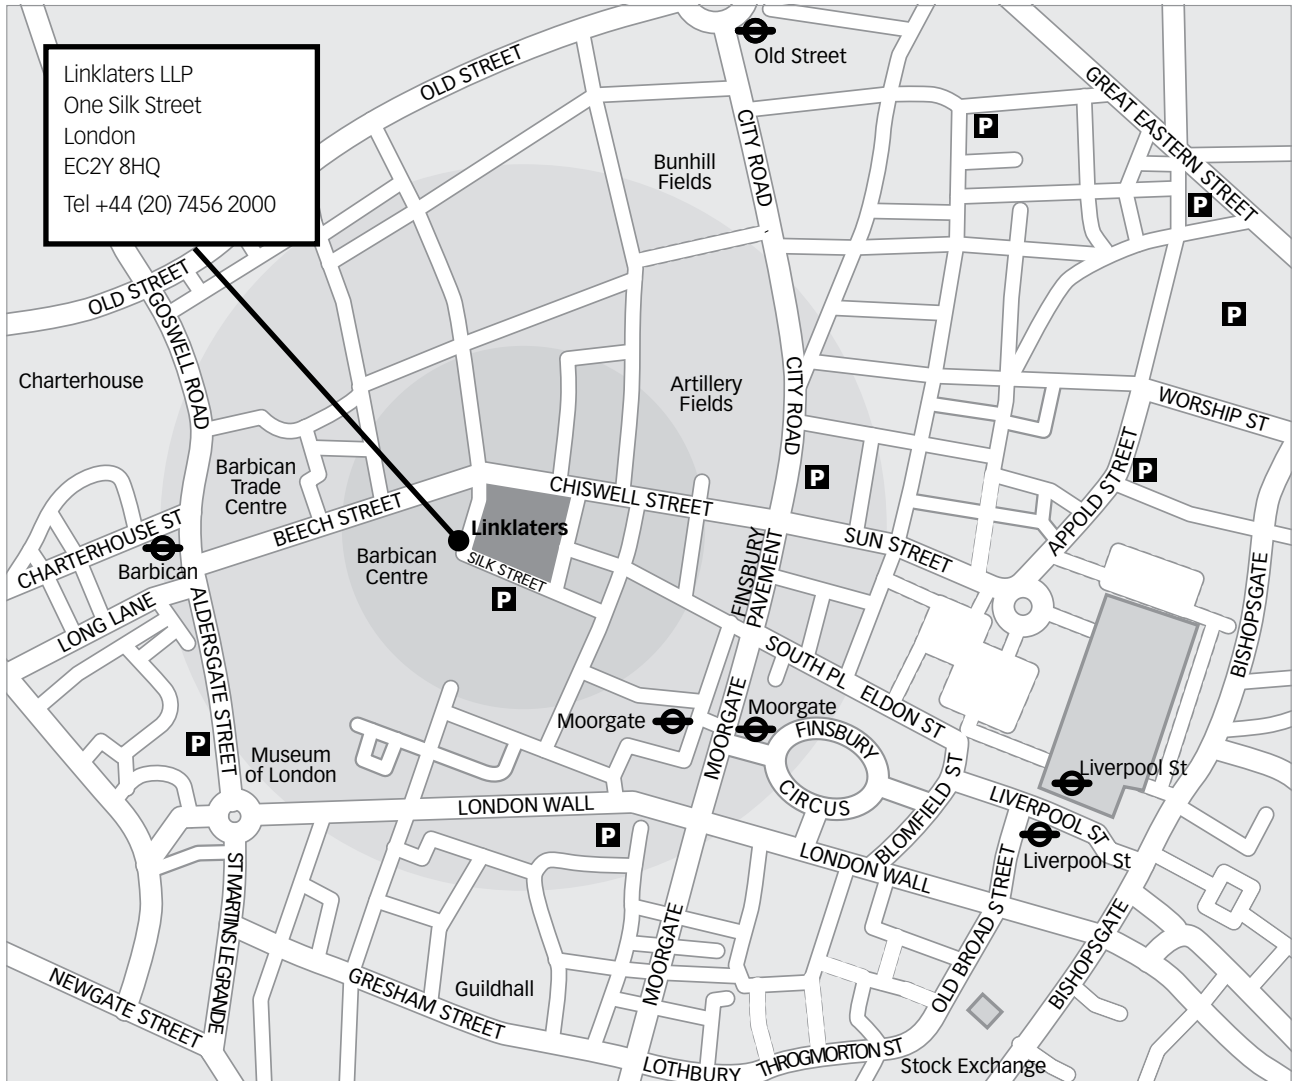 Linklaters LLP
One Silk Street
London
EC2Y 8HQ
Tel +44 (20) 7456 2000
Old Street
OLD STREET
GREAT EASTERN STREET
P
CITY ROAD
Bunhill
Fields
P
OLD STREET
GOSWELL ROAD
P
Charterhouse
Artillery
Fields
CITY ROAD
WORSHIP ST
Barbican
Trade
Centre
P
P
APPOLD STREET
CHISWELL STREET
BEECH STREET
CHARTERHOUSE ST
Linklaters
SUN STREET
Barbican
Barbican
Centre
SILK STREET
P
FINSBURY
PAVEMENT
BISHOPSGATE
LONG LANE
ALDERSGATE STREET
SOUTH PL
ELDON ST
MOORGATE
Moorgate
Moorgate
FINSBURY
CIRCUS
P
Museum
of London
Liverpool St
LIVERPOOL ST
BLOMFIELD ST
LONDON WALL
P
Liverpool St
LONDON WALL
ST MARTINS LE GRANDE
OLD BROAD STREET
BISHOPSGATE
MOORGATE
Guildhall
GRESHAM STREET
NEWGATE STREET
LOTHBURY
THROGMORTON ST
Stock Exchange